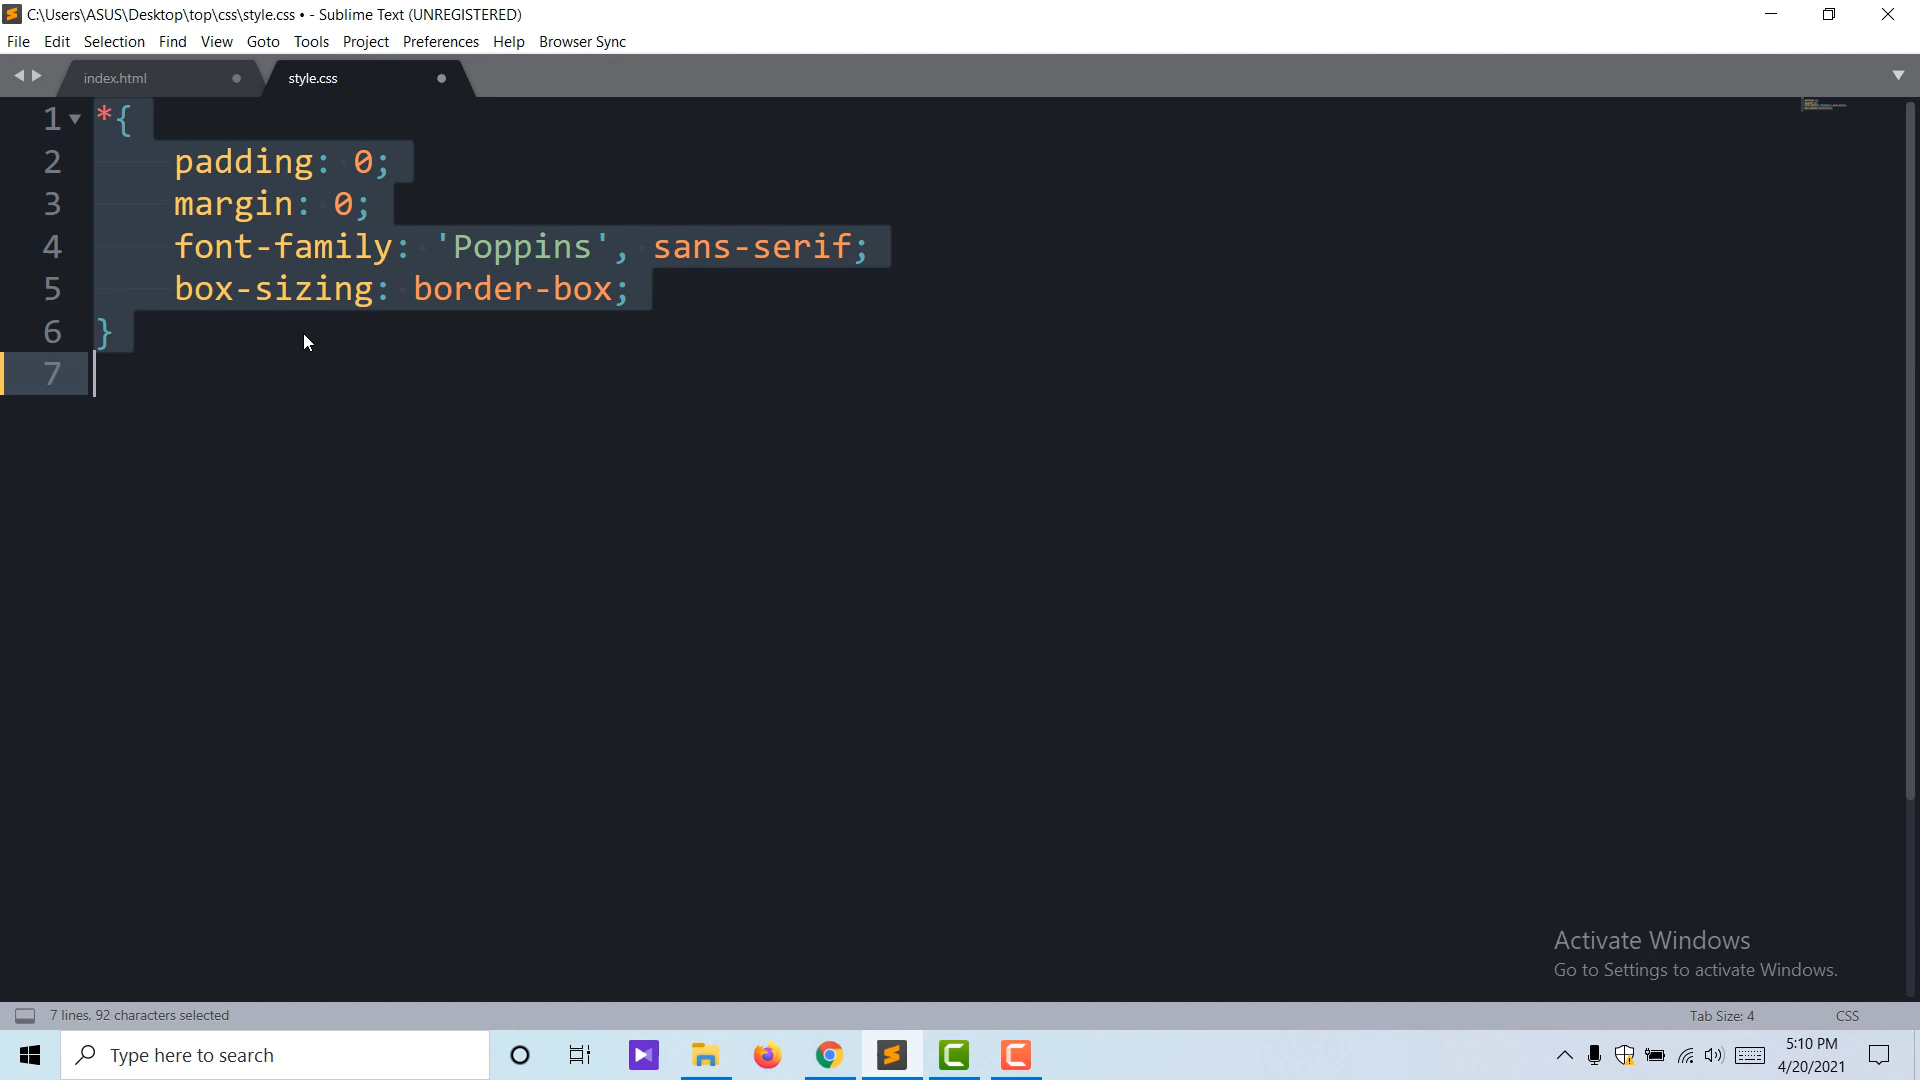 C:\Users\ASUS\Desktop\top\css\style.css • - Sublime Text (UNREGISTERED)
File Edit Selection Find View Goto Tools Project Preferences Help Browser Sync
index.html style.css
1 *{
2 padding: 0;
3 margin: 0;
4 font-family: 'Poppins', sans-serif;
5 box-sizing: border-box;
6 }
7
Activate Windows
Go to Settings to activate Windows.
7 lines, 92 characters selected Tab Size: 4 CSS
Type here to search 5:10 PM
4/20/2021